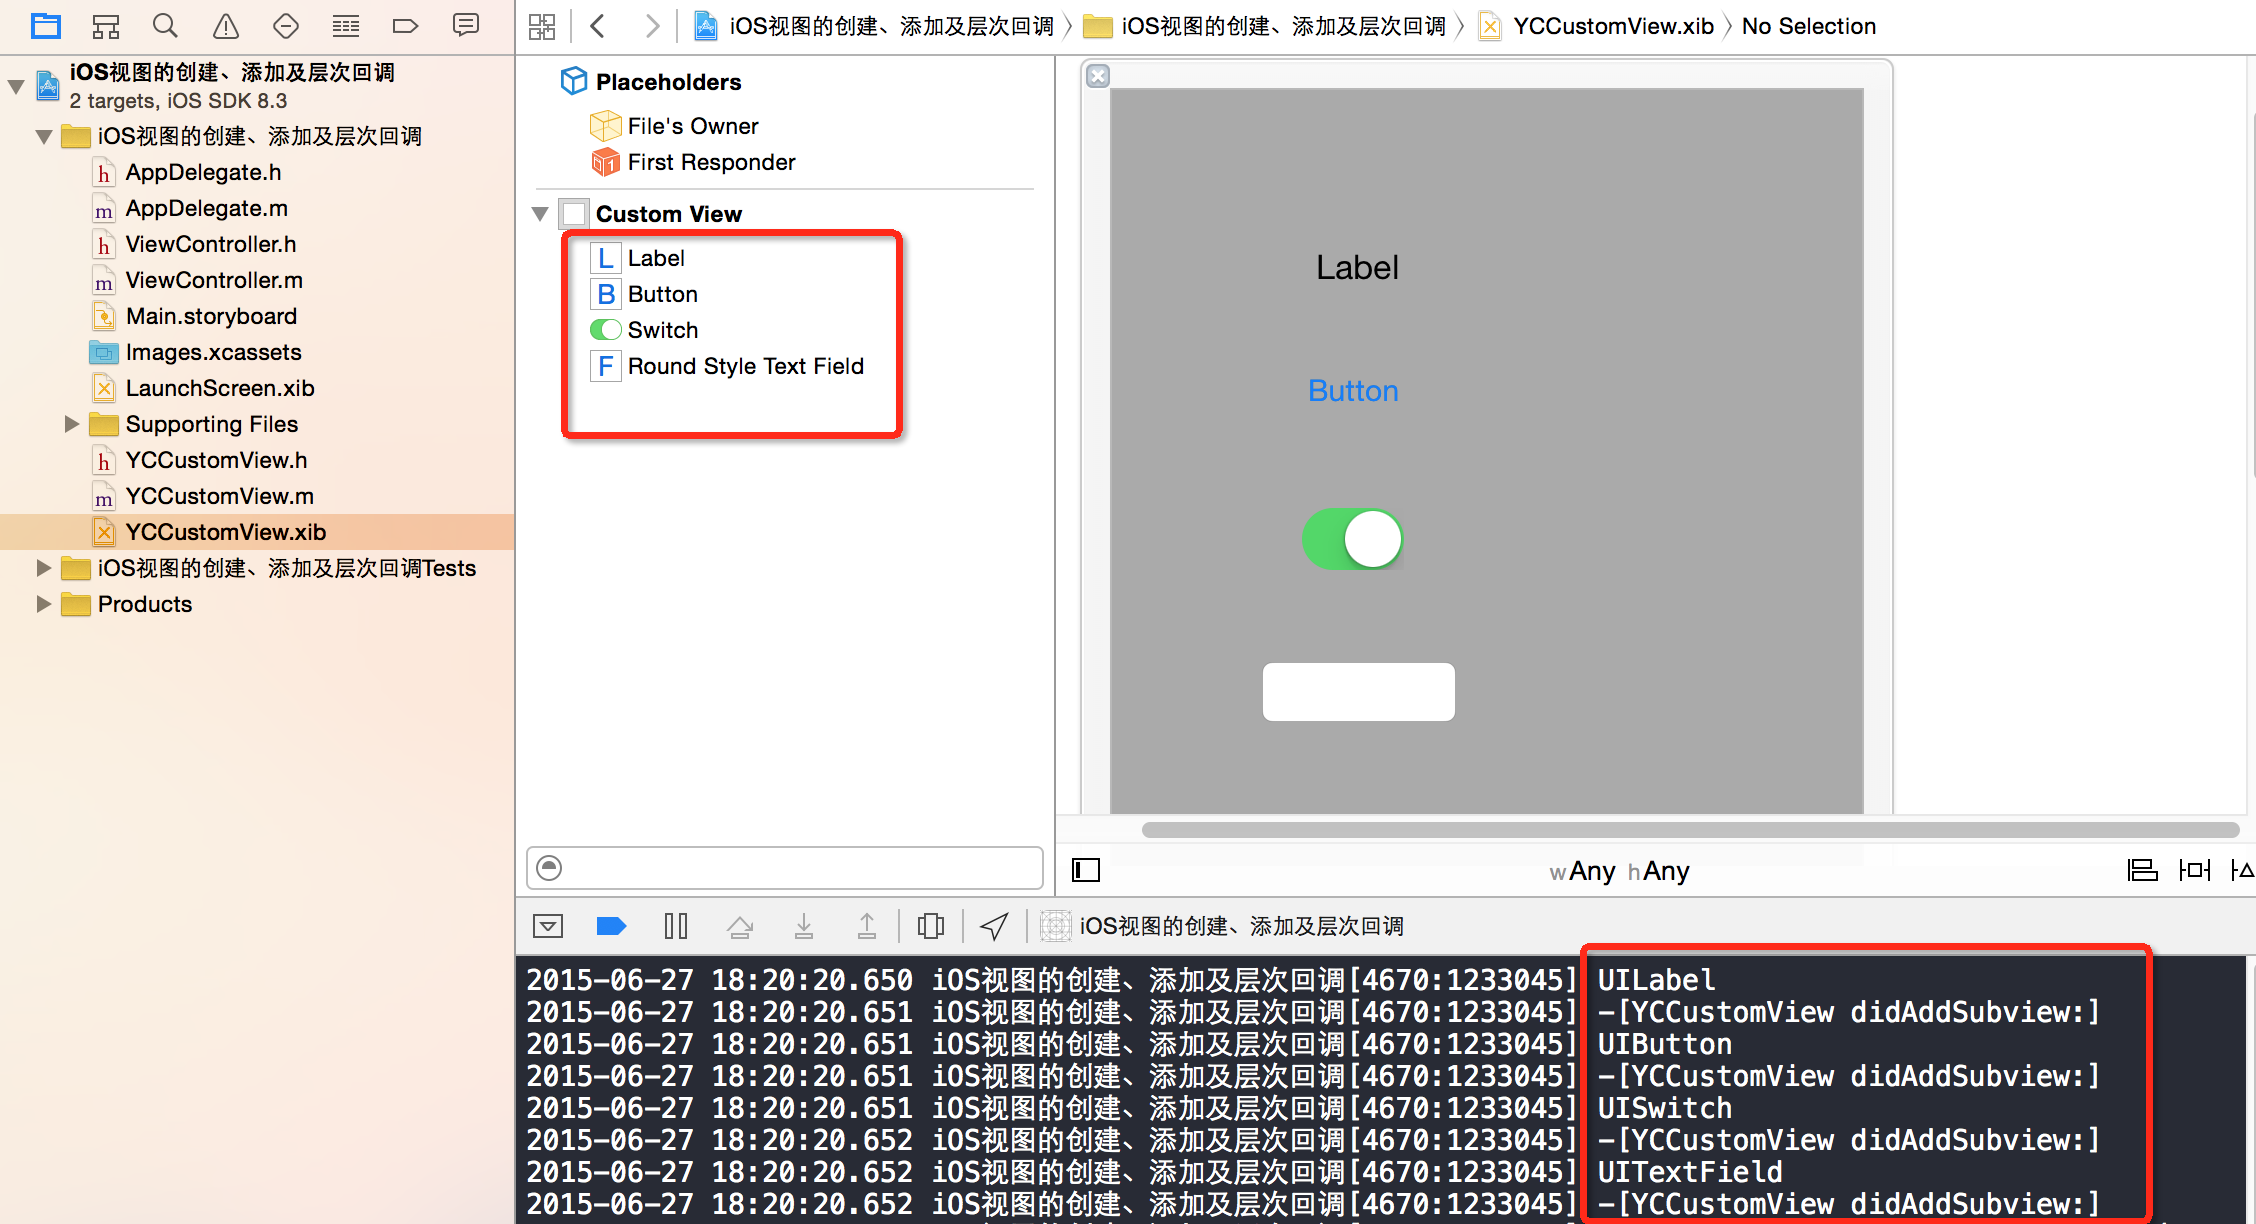 iOS视图的创建、添加及层次回调
2 targets, iOS SDK 8.3
iOS视图的创建、添加及层次回调
AppDelegate.h
AppDelegate.m
ViewController.h
ViewController.m
Main.storyboard
Images.xcassets
LaunchScreen.xib
Supporting Files
YCCustomView.h
YCCustomView.m
YCCustomView.xib
iOS视图的创建、添加及层次回调Tests
Products
iOS视图的创建、添加及层次回调 iOS视图的创建、添加及层次回调 YCCustomView.xib No Selection
Placeholders
File's Owner
First Responder
Custom View
L Label
B Button
Switch
F Round Style Text Field
Label
Button
wAny hAny
iOS视图的创建、添加及层次回调
2015-06-27 18:20:20.650 iOS视图的创建、添加及层次回调[4670:1233045] UILabel
2015-06-27 18:20:20.651 iOS视图的创建、添加及层次回调[4670:1233045] -[YCCustomView didAddSubview:]
2015-06-27 18:20:20.651 iOS视图的创建、添加及层次回调[4670:1233045] UIButton
2015-06-27 18:20:20.651 iOS视图的创建、添加及层次回调[4670:1233045] -[YCCustomView didAddSubview:]
2015-06-27 18:20:20.651 iOS视图的创建、添加及层次回调[4670:1233045] UISwitch
2015-06-27 18:20:20.652 iOS视图的创建、添加及层次回调[4670:1233045] -[YCCustomView didAddSubview:]
2015-06-27 18:20:20.652 iOS视图的创建、添加及层次回调[4670:1233045] UITextField
2015-06-27 18:20:20.652 iOS视图的创建、添加及层次回调[4670:1233045] -[YCCustomView didAddSubview:]